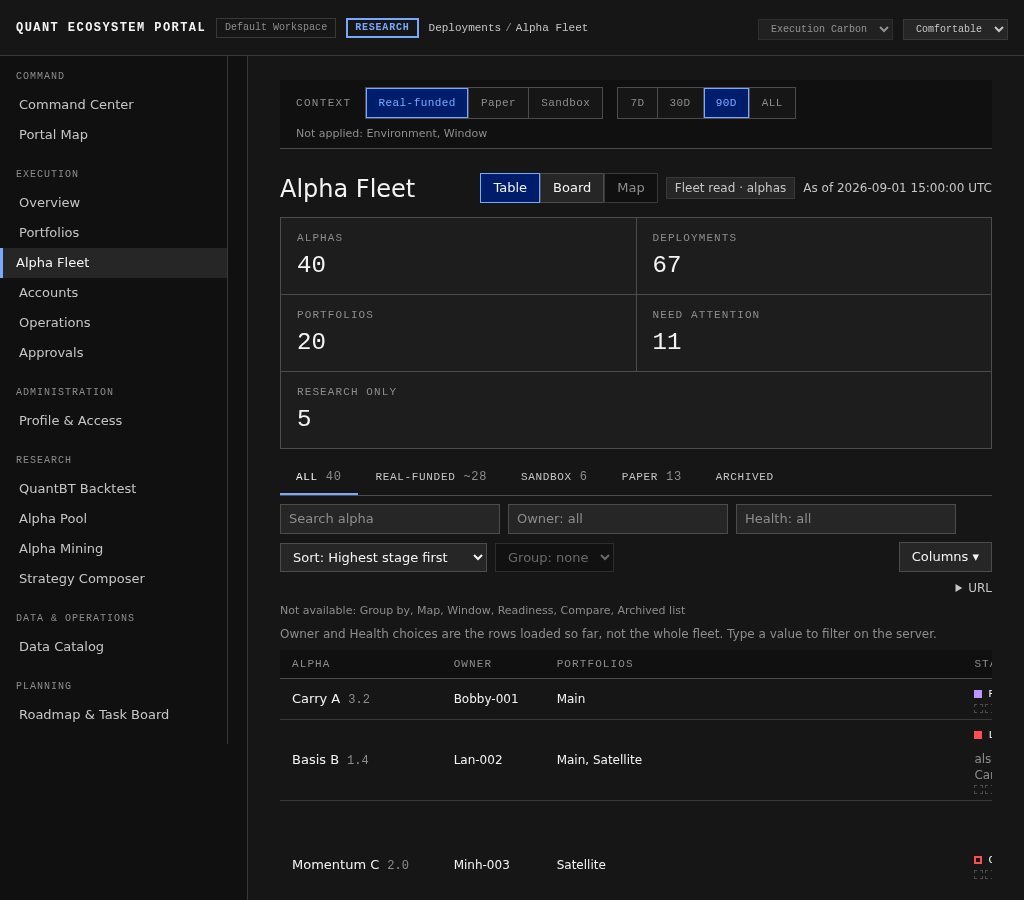 QUANT ECOSYSTEM PORTAL Default Workspace RESEARCH Deployments / Alpha Fleet Execution Carbon Comfortable
COMMAND
Command Center
Portal Map
EXECUTION
Overview
Portfolios
Alpha Fleet
Accounts
Operations
Approvals
ADMINISTRATION
Profile & Access
RESEARCH
QuantBT Backtest
Alpha Pool
Alpha Mining
Strategy Composer
DATA & OPERATIONS
Data Catalog
PLANNING
Roadmap & Task Board
CONTEXT Real-funded Paper Sandbox 7D 30D 90D ALL
Not applied: Environment, Window
Alpha Fleet Table Board Map Fleet read · alphas As of 2026-09-01 15:00:00 UTC
ALPHAS DEPLOYMENTS
40 67
PORTFOLIOS NEED ATTENTION
20 11
RESEARCH ONLY
5
ALL 40 REAL-FUNDED ~28 SANDBOX 6 PAPER 13 ARCHIVED
Search alpha Owner: all Health: all
Sort: Highest stage first Group: none Columns ▾
▶ URL
Not available: Group by, Map, Window, Readiness, Compare, Archived list
Owner and Health choices are the rows loaded so far, not the whole fleet. Type a value to filter on the server.
ALPHA OWNER PORTFOLIOS
Carry A 3.2 Bobby-001 Main
Basis B 1.4 Lan-002 Main, Satellite
als
Momentum C 2.0 Minh-003 Satellite